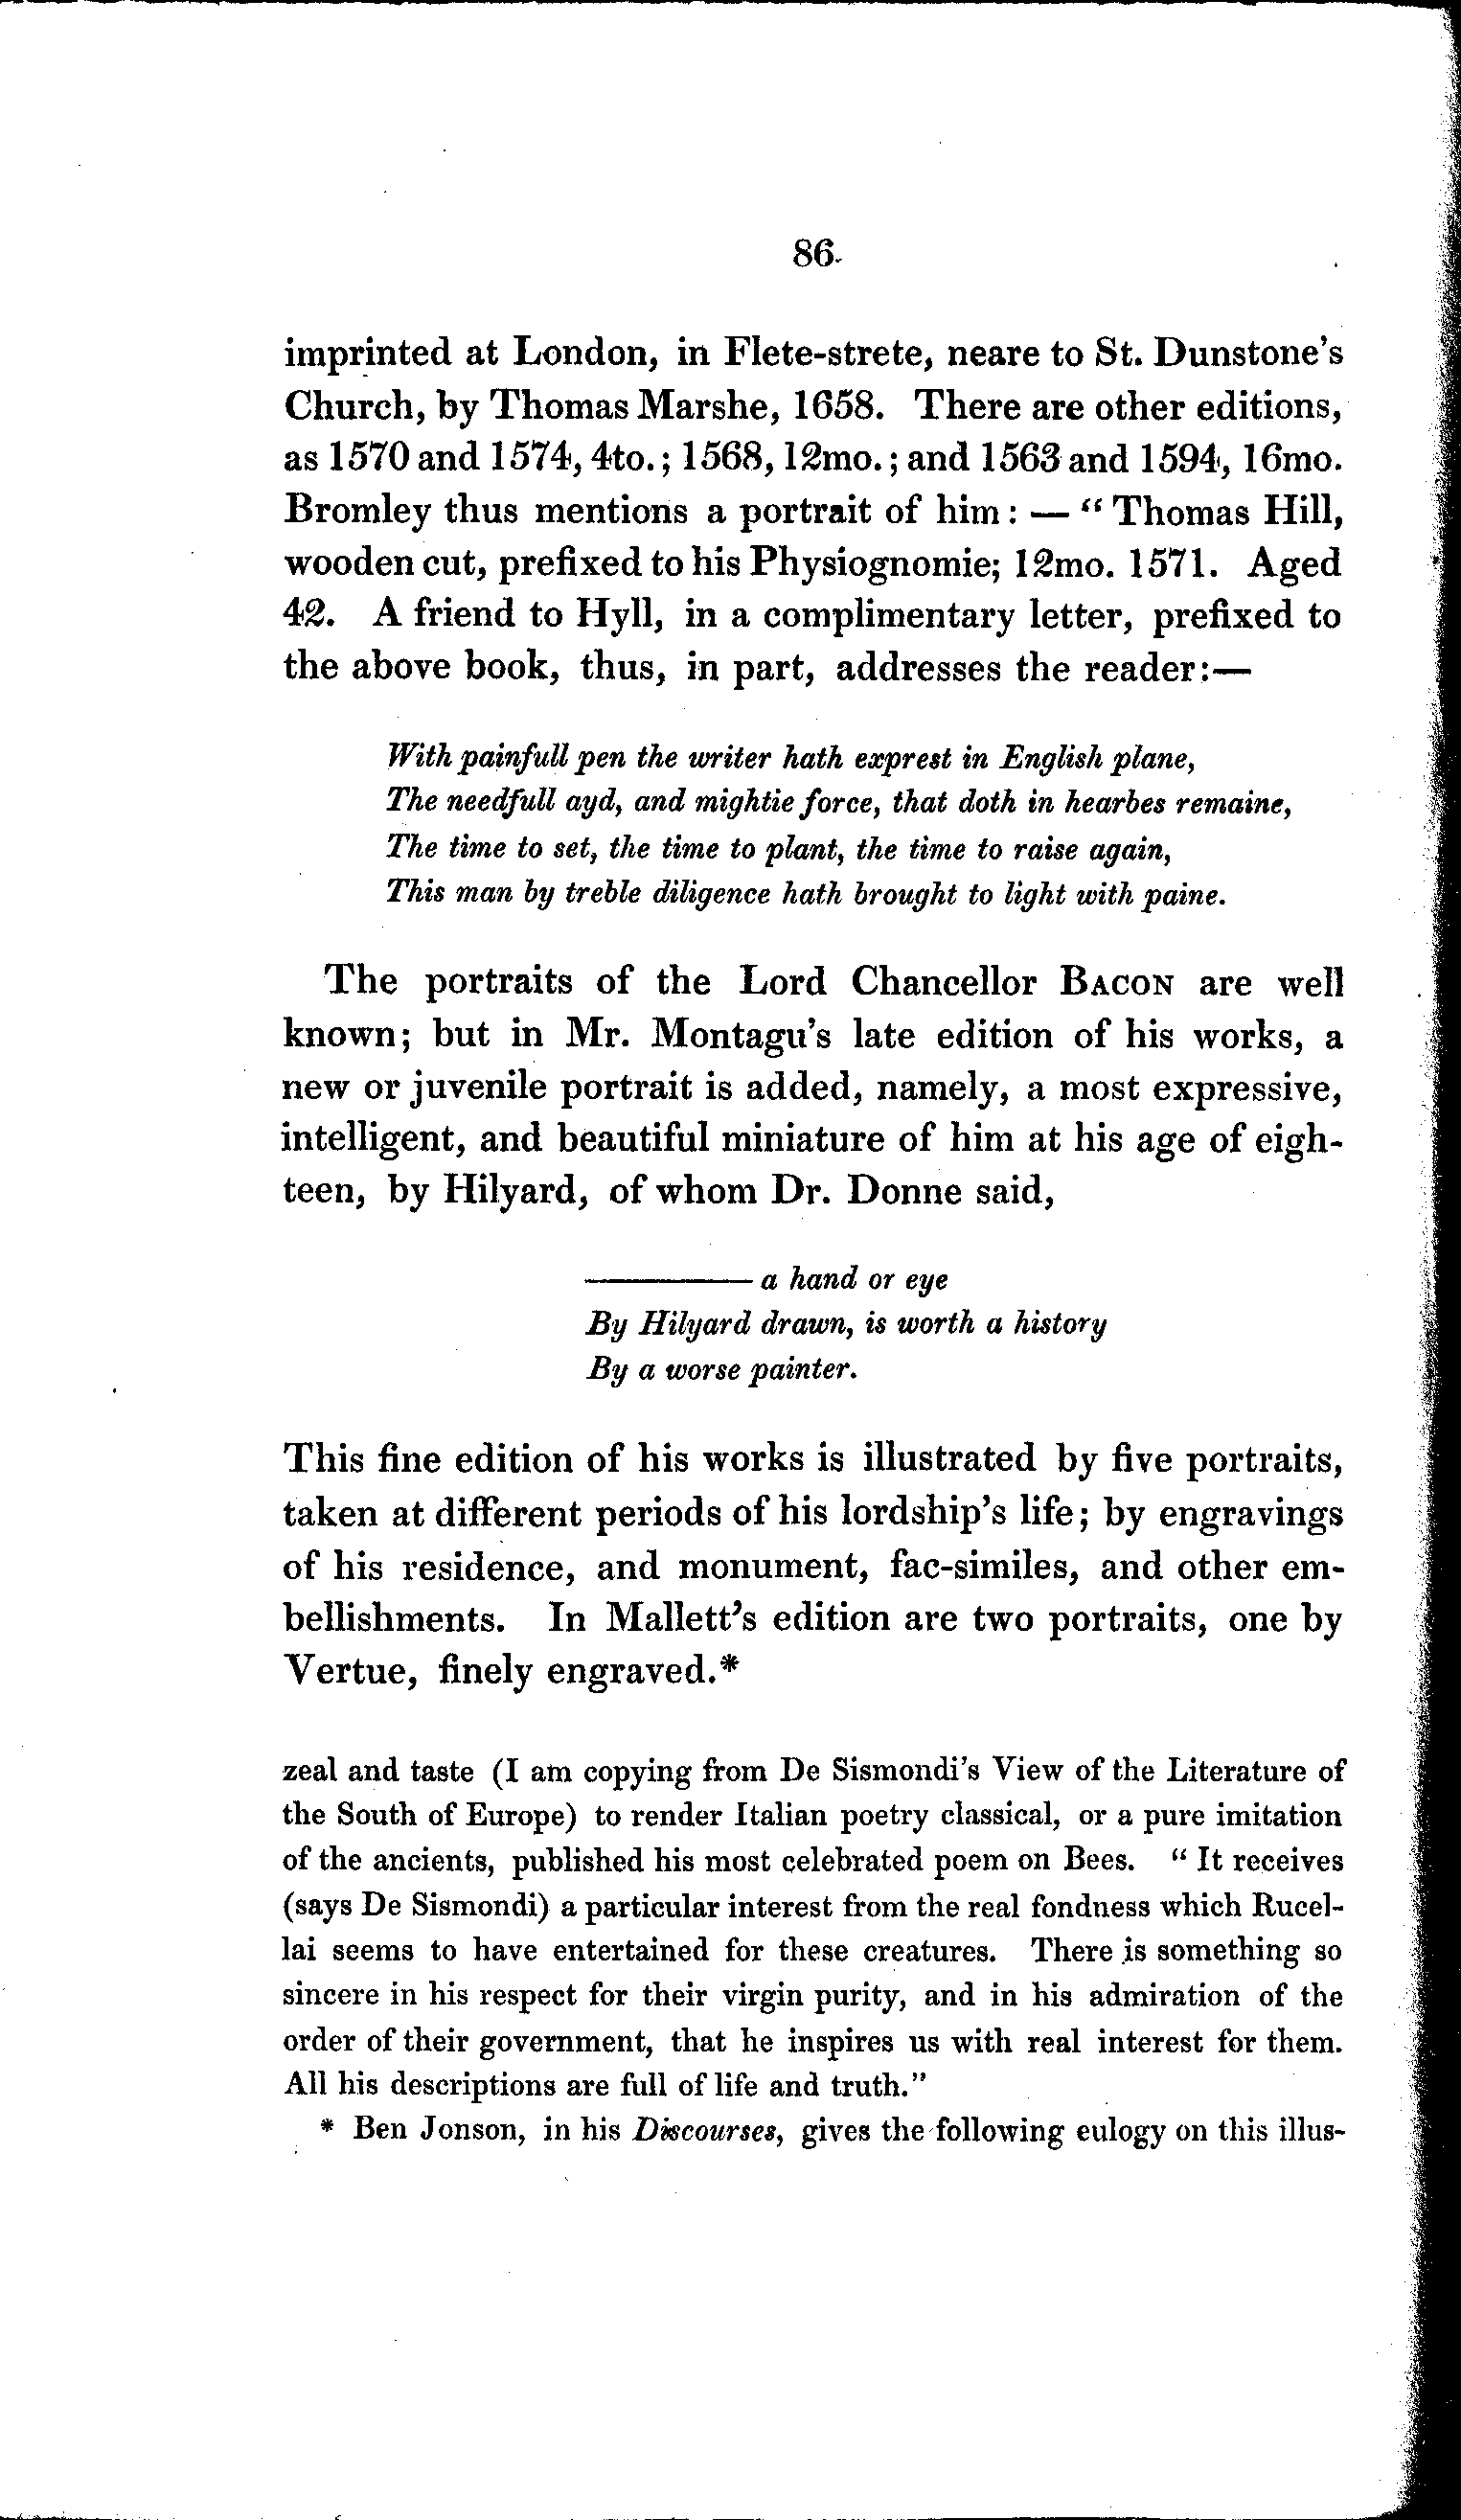 86
imprinted at London, in Flete-strete, neare to St. Dunstone's
Church, by Thomas Marshe, 1658. There are other editions,
as 1570 and 1574, 4to.; 1568, 12mo.; and 1563 and 1594, 16mo.
Bromley thus mentions a portrait of him: — "Thomas Hill,
wooden cut, prefixed to his Physiognomie; 12mo. 1571. Aged
42. A friend to Hyll, in a complimentary letter, prefixed to
the above book, thus, in part, addresses the reader:—
With painfull pen the writer hath exprest in English plane,
The needfull ayd, and mightie force, that doth in hearbes remaine,
The time to set, the time to plant, the time to raise again,
This man by treble diligence hath brought to light with paine.
The portraits of the Lord Chancellor BACON are well
known; but in Mr. Montagu's late edition of his works, a
new or juvenile portrait is added, namely, a most expressive,
intelligent, and beautiful miniature of him at his age of eigh-
teen, by Hilyard, of whom Dr. Donne said,
——— a hand or eye
By Hilyard drawn, is worth a history
By a worse painter.
This fine edition of his works is illustrated by five portraits,
taken at different periods of his lordship's life; by engravings
of his residence, and monument, fac-similes, and other em-
bellishments. In Mallett's edition are two portraits, one by
Vertue, finely engraved.*
zeal and taste (I am copying from De Sismondi's View of the Literature of
the South of Europe) to render Italian poetry classical, or a pure imitation
of the ancients, published his most celebrated poem on Bees. "It receives
(says De Sismondi) a particular interest from the real fondness which Rucel-
lai seems to have entertained for these creatures. There is something so
sincere in his respect for their virgin purity, and in his admiration of the
order of their government, that he inspires us with real interest for them.
All his descriptions are full of life and truth."
* Ben Jonson, in his Discourses, gives the following eulogy on this illus-